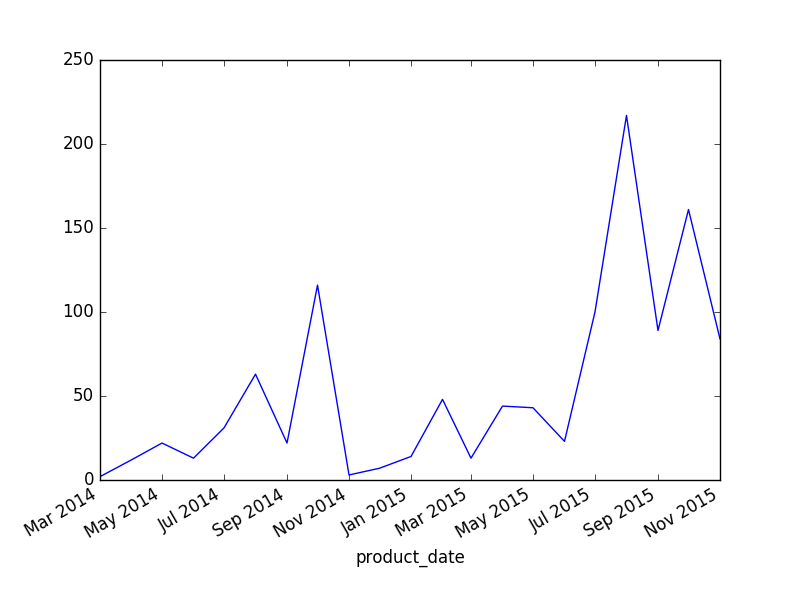 250
200
150
100
50
0
Mar 2014
May 2014
Jul 2014
Sep 2014
Nov 2014
Jan 2015
Mar 2015
May 2015
Jul 2015
Sep 2015
Nov 2015
product_date